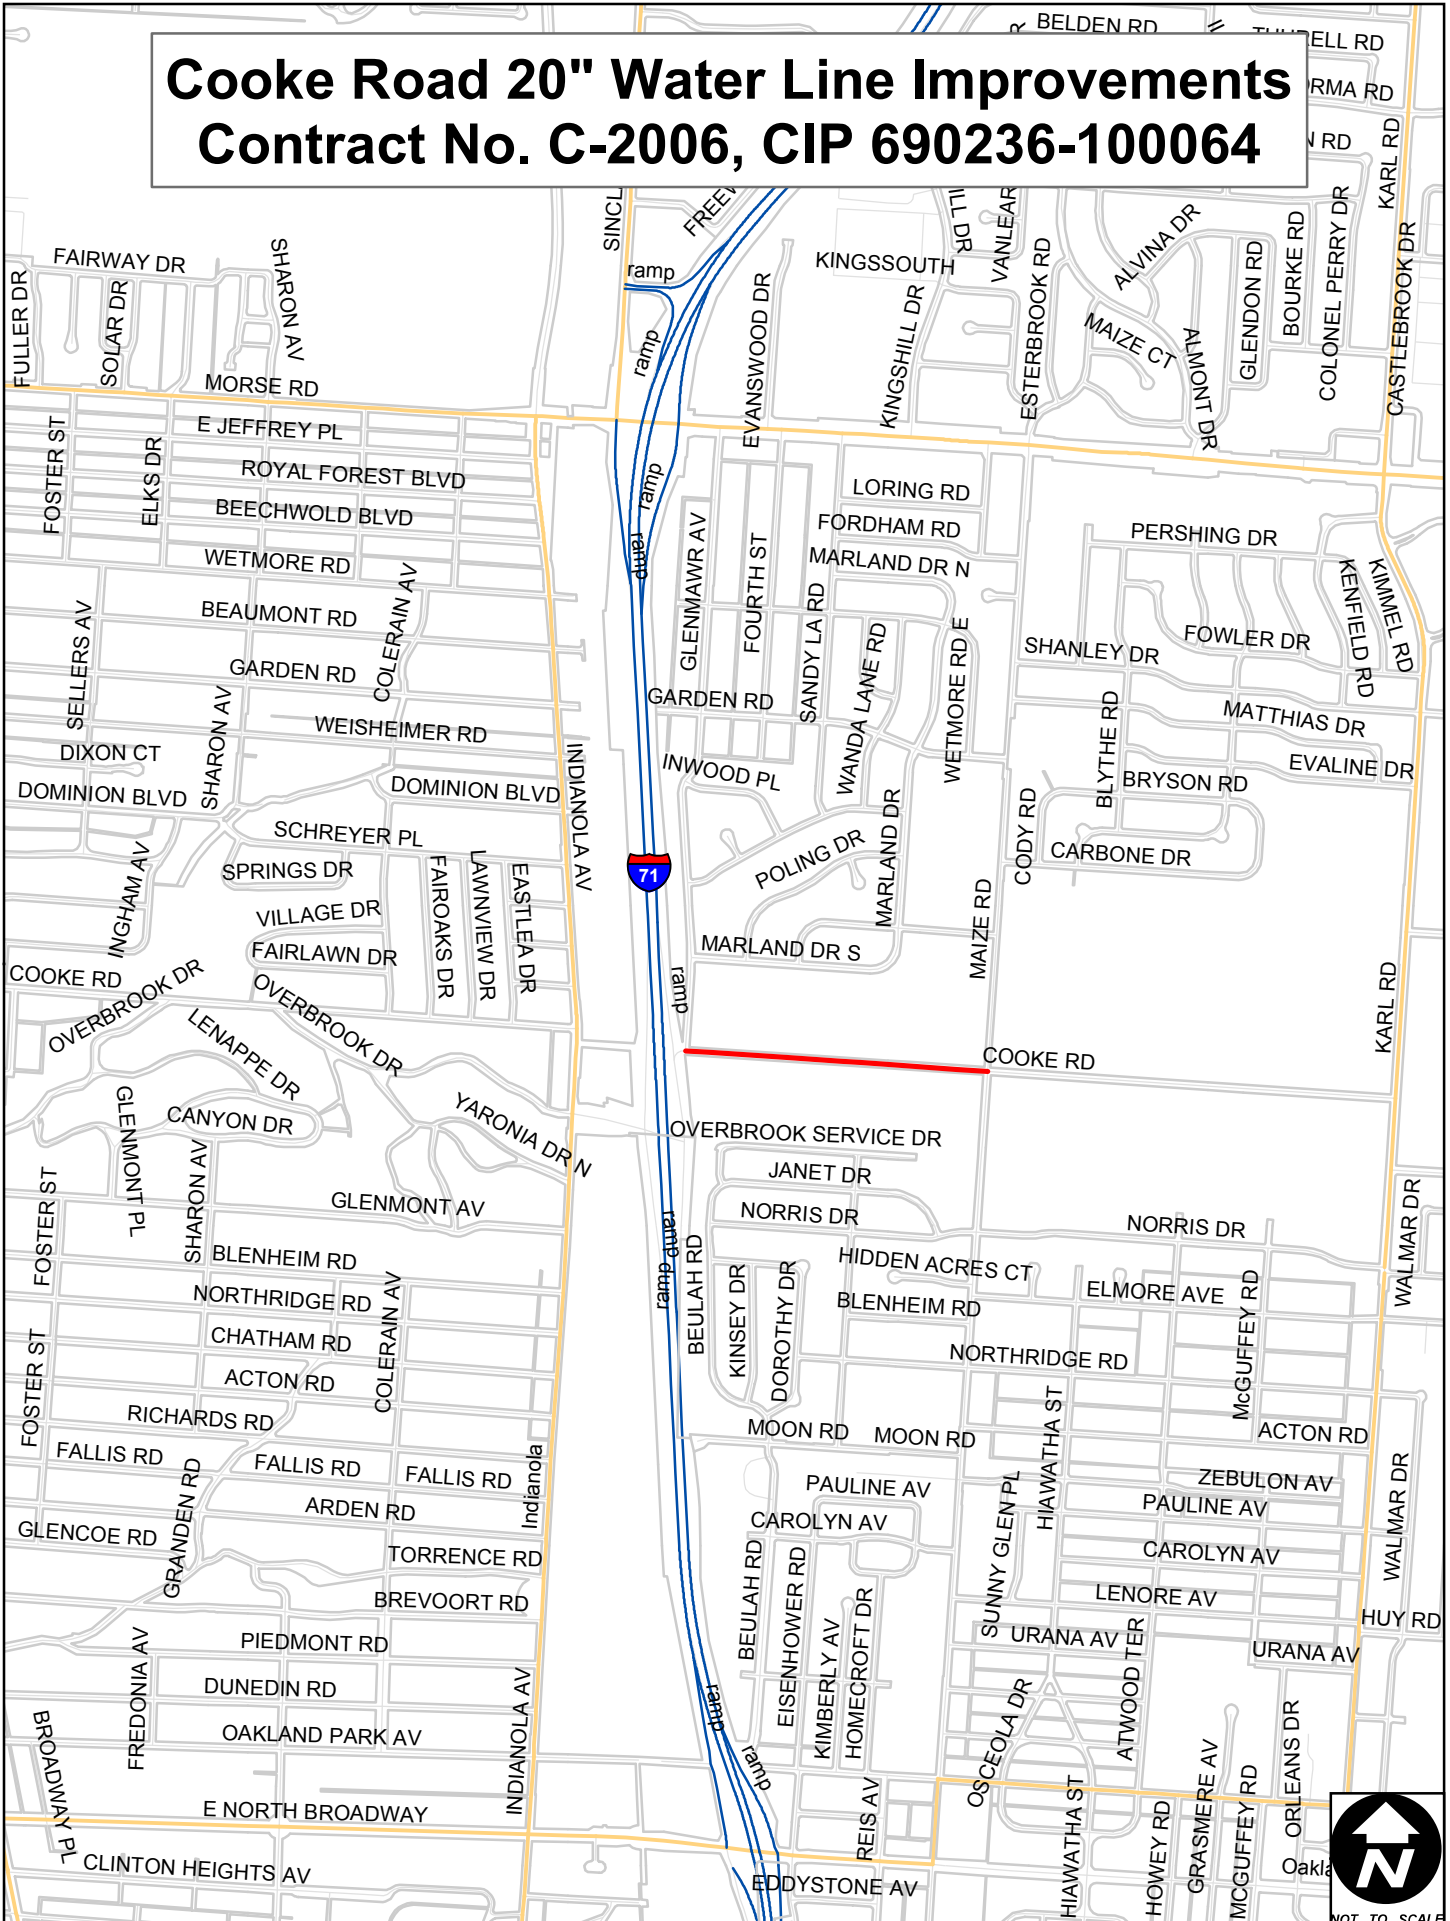 Cooke Road 20" Water Line Improvements
Contract No. C-2006, CIP 690236-100064
BELDEN RD
RD
RD
KARL RD
SINCL
ILL DR
VANLEAR
FAIRWAY DR
SHARON AV
FULLER DR
SOLAR DR
ramp
ramp
EVANSWOOD DR
KINGSSOUTH
KINGSHILL DR
ESTERBROOK RD
ALVINA DR
MAIZE CT
ALMONT DR
GLENDON RD
BOURKE RD
COLONEL PERRY DR
CASTLEBROOK DR
MORSE RD
E JEFFREY PL
ROYAL FOREST BLVD
BEECHWOLD BLVD
WETMORE RD
FOSTER ST
ELKS DR
COLERAIN AV
ramp
ramp
LORING RD
FORDHAM RD
MARLAND DR N
PERSHING DR
GLENMAWR AV
FOURTH ST
SANDY LA RD
WANDA LANE RD
WETMORE RD E
KENFIELD RD
KIMMEL RD
SHANLEY DR
FOWLER DR
BEAUMONT RD
GARDEN RD
SELLERS AV
SHARON AV
WEISHEIMER RD
GARDEN RD
MATTHIAS DR
EVALINE DR
BLYTHE RD
BRYSON RD
DIXON CT
DOMINION BLVD
DOMINION BLVD
INDIANOLA AV
INWOOD PL
CODY RD
CARBONE DR
SCHREYER PL
SPRINGS DR
INGHAM AV
VILLAGE DR
FAIRLAWN DR
FAIROAKS DR
LAWNVIEW DR
EASTLEA DR
71
POLING DR
MARLAND DR
MAIZE RD
MARLAND DR S
ramp
KARL RD
COOKE RD
OVERBROOK DR
OVERBROOK DR
LENAPPE DR
COOKE RD
CANYON DR
YARONIA DR N
GLENMONT PL
SHARON AV
OVERBROOK SERVICE DR
JANET DR
NORRIS DR
NORRIS DR
WALMAR DR
FOSTER ST
GLENMONT AV
BLENHEIM RD
NORTHRIDGE RD
COLERAIN AV
CHATHAM RD
ACTON RD
ramp
ramp
BEULAH RD
KINSEY DR
DOROTHY DR
HIDDEN ACRES CT
BLENHEIM RD
ELMORE AVE
McGUFFEY RD
NORTHRIDGE RD
FOSTER ST
RICHARDS RD
FALLIS RD
FALLIS RD
FALLIS RD
Indianola
MOON RD
MOON RD
HIAWATHA ST
ACTON RD
ZEBULON AV
PAULINE AV
PAULINE AV
WALMAR DR
GRANDEN RD
ARDEN RD
GLENCOE RD
TORRENCE RD
CAROLYN AV
CAROLYN AV
SUNNY GLEN PL
BREVOORT RD
BEULAH RD
EISENHOWER RD
KIMBERLY AV
HOMECROFT DR
LENORE AV
HUY RD
URANA AV
URANA AV
FREDONIA AV
PIEDMONT RD
DUNEDIN RD
OAKLAND PARK AV
INDIANOLA AV
ramp
ramp
OSCEOLA DR
ATWOOD TER
BROADWAY PL
E NORTH BROADWAY
CLINTON HEIGHTS AV
REIS AV
EDDYSTONE AV
HIAWATHA ST
HOWEY RD
GRASMERE AV
MCGUFFEY RD
ORLEANS DR
N
NOT TO SCALE